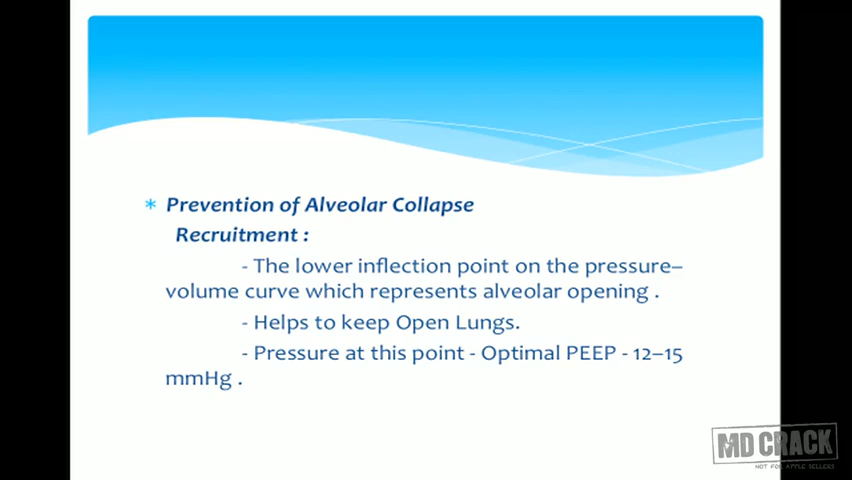 Prevention of Alveolar Collapse
Recruitment :
- The lower inflection point on the pressure–
volume curve which represents alveolar opening .
- Helps to keep Open Lungs.
- Pressure at this point - Optimal PEEP - 12–15
mmHg .
MD CRACK
NOT FOR APPLE SELLERS